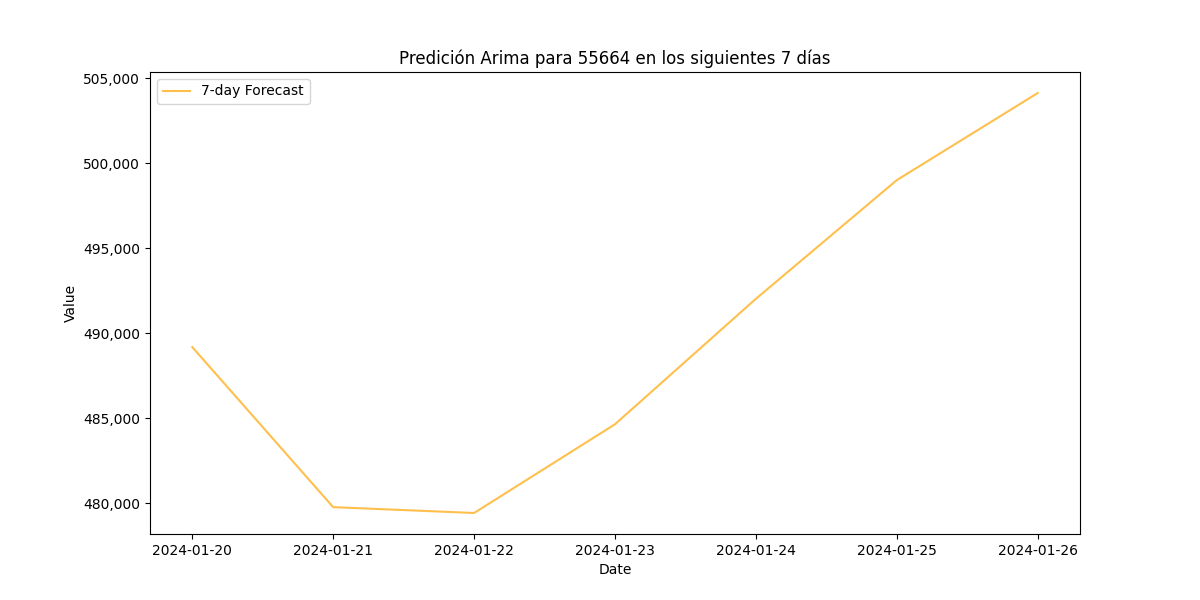 Predición Arima para 55664 en los siguientes 7 días
7-day Forecast
505,000
500,000
495,000
490,000
485,000
480,000
Value
2024-01-20 2024-01-21 2024-01-22 2024-01-23 2024-01-24 2024-01-25 2024-01-26
Date